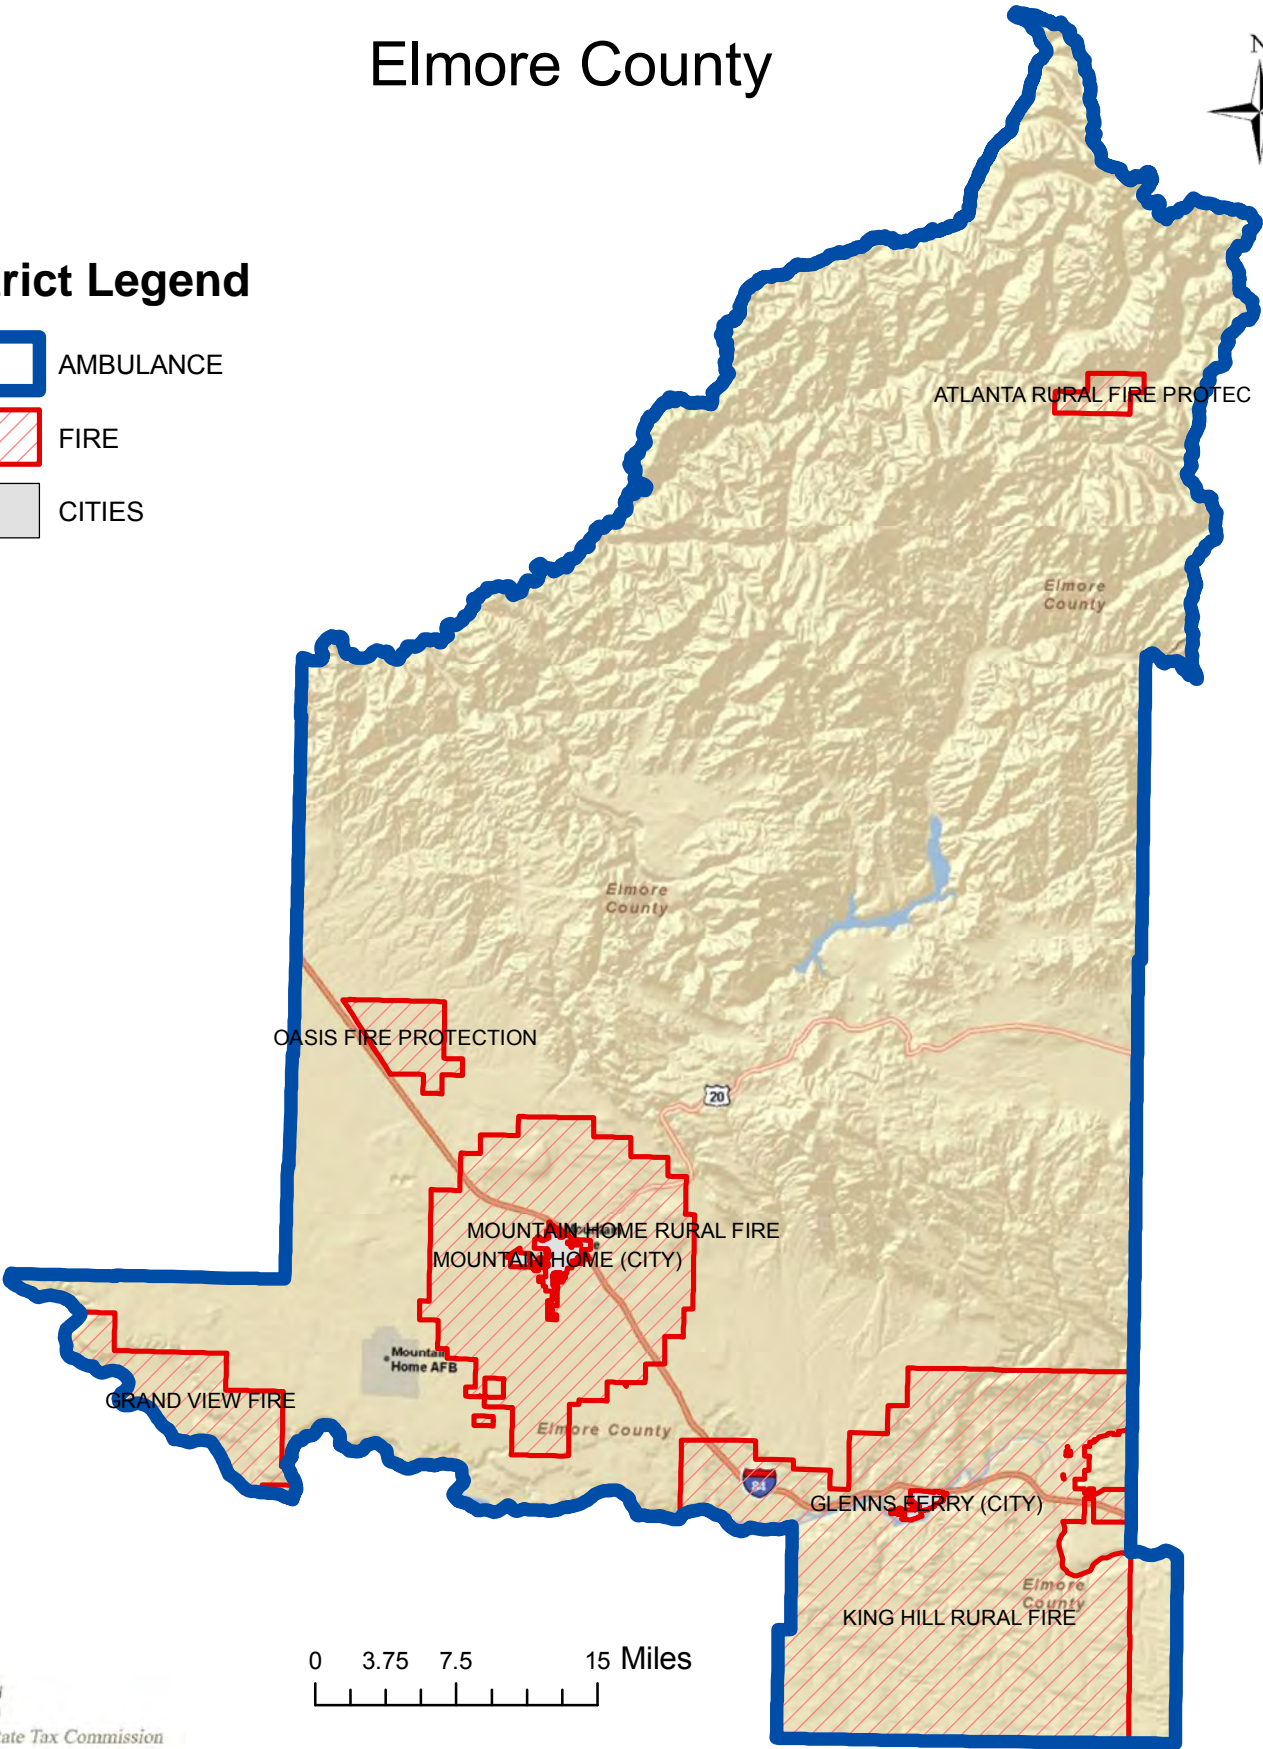 Elmore County
N
rict Legend
AMBULANCE
FIRE
CITIES
ATLANTA RURAL FIRE PROTEC
Elmore
County
Elmore
County
OASIS FIRE PROTECTION
20
MOUNTAIN HOME RURAL FIRE
MOUNTAIN HOME (CITY)
Mountain
Home AFB
GRAND VIEW FIRE
Elmore County
84
GLENNS FERRY (CITY)
Elmore
County
KING HILL RURAL FIRE
0 3.75 7.5 15 Miles
ate Tax Commission